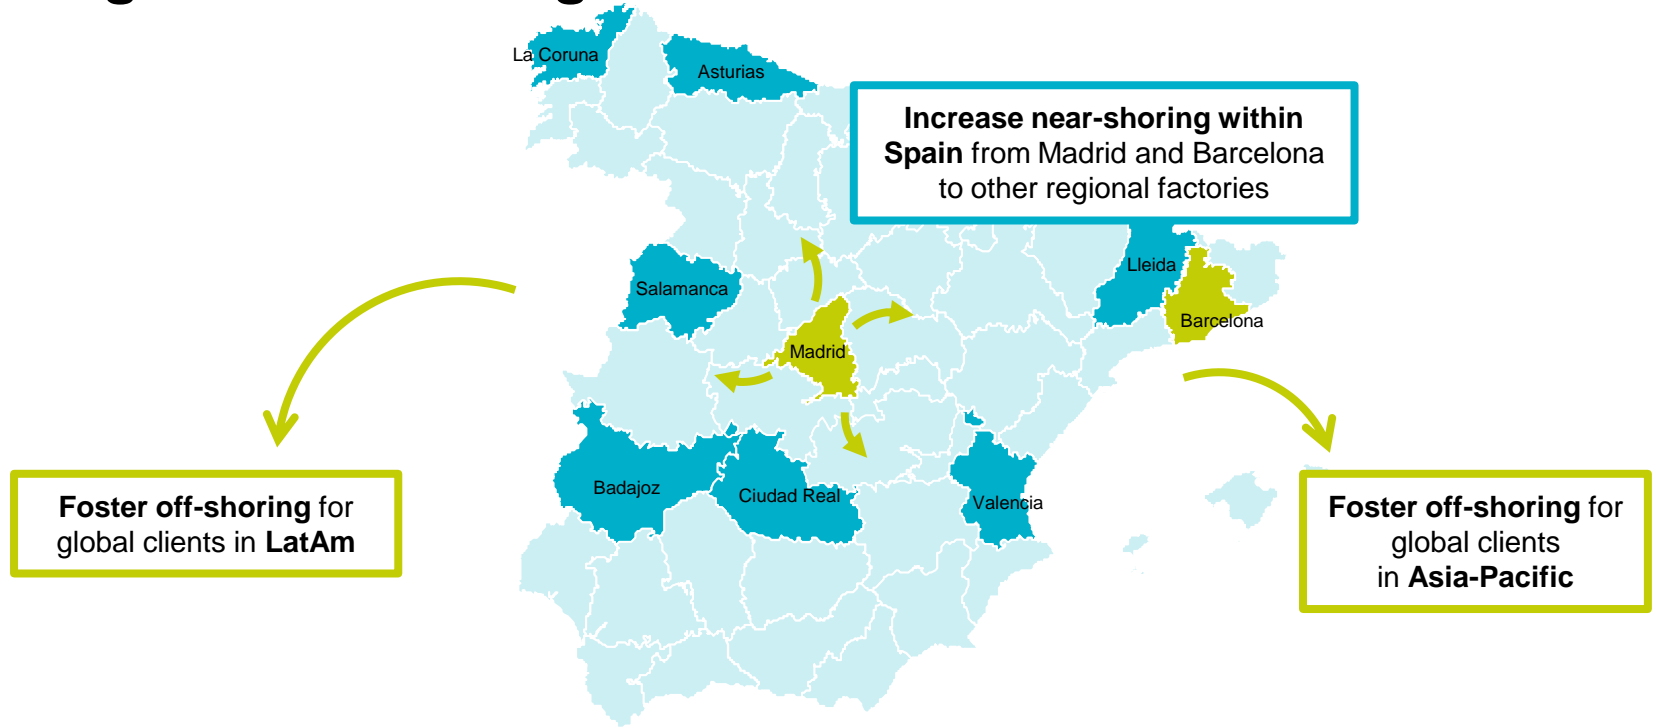 La Coruna
Asturias
Increase near-shoring within
Spain from Madrid and Barcelona
to other regional factories
Lleida
Salamanca
Barcelona
Madrid
Badajoz
Ciudad Real
Valencia
Foster off-shoring for
global clients in LatAm
Foster off-shoring for
global clients
in Asia-Pacific